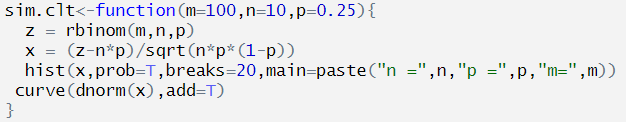 sim.clt<-function(m=100,n=10,p=0.25){
  z = rbinom(m,n,p)
  x = (z-n*p)/sqrt(n*p*(1-p))
  hist(x,prob=T,breaks=20,main=paste("n =",n,"p =",p,"m=",m))
 curve(dnorm(x),add=T)
}